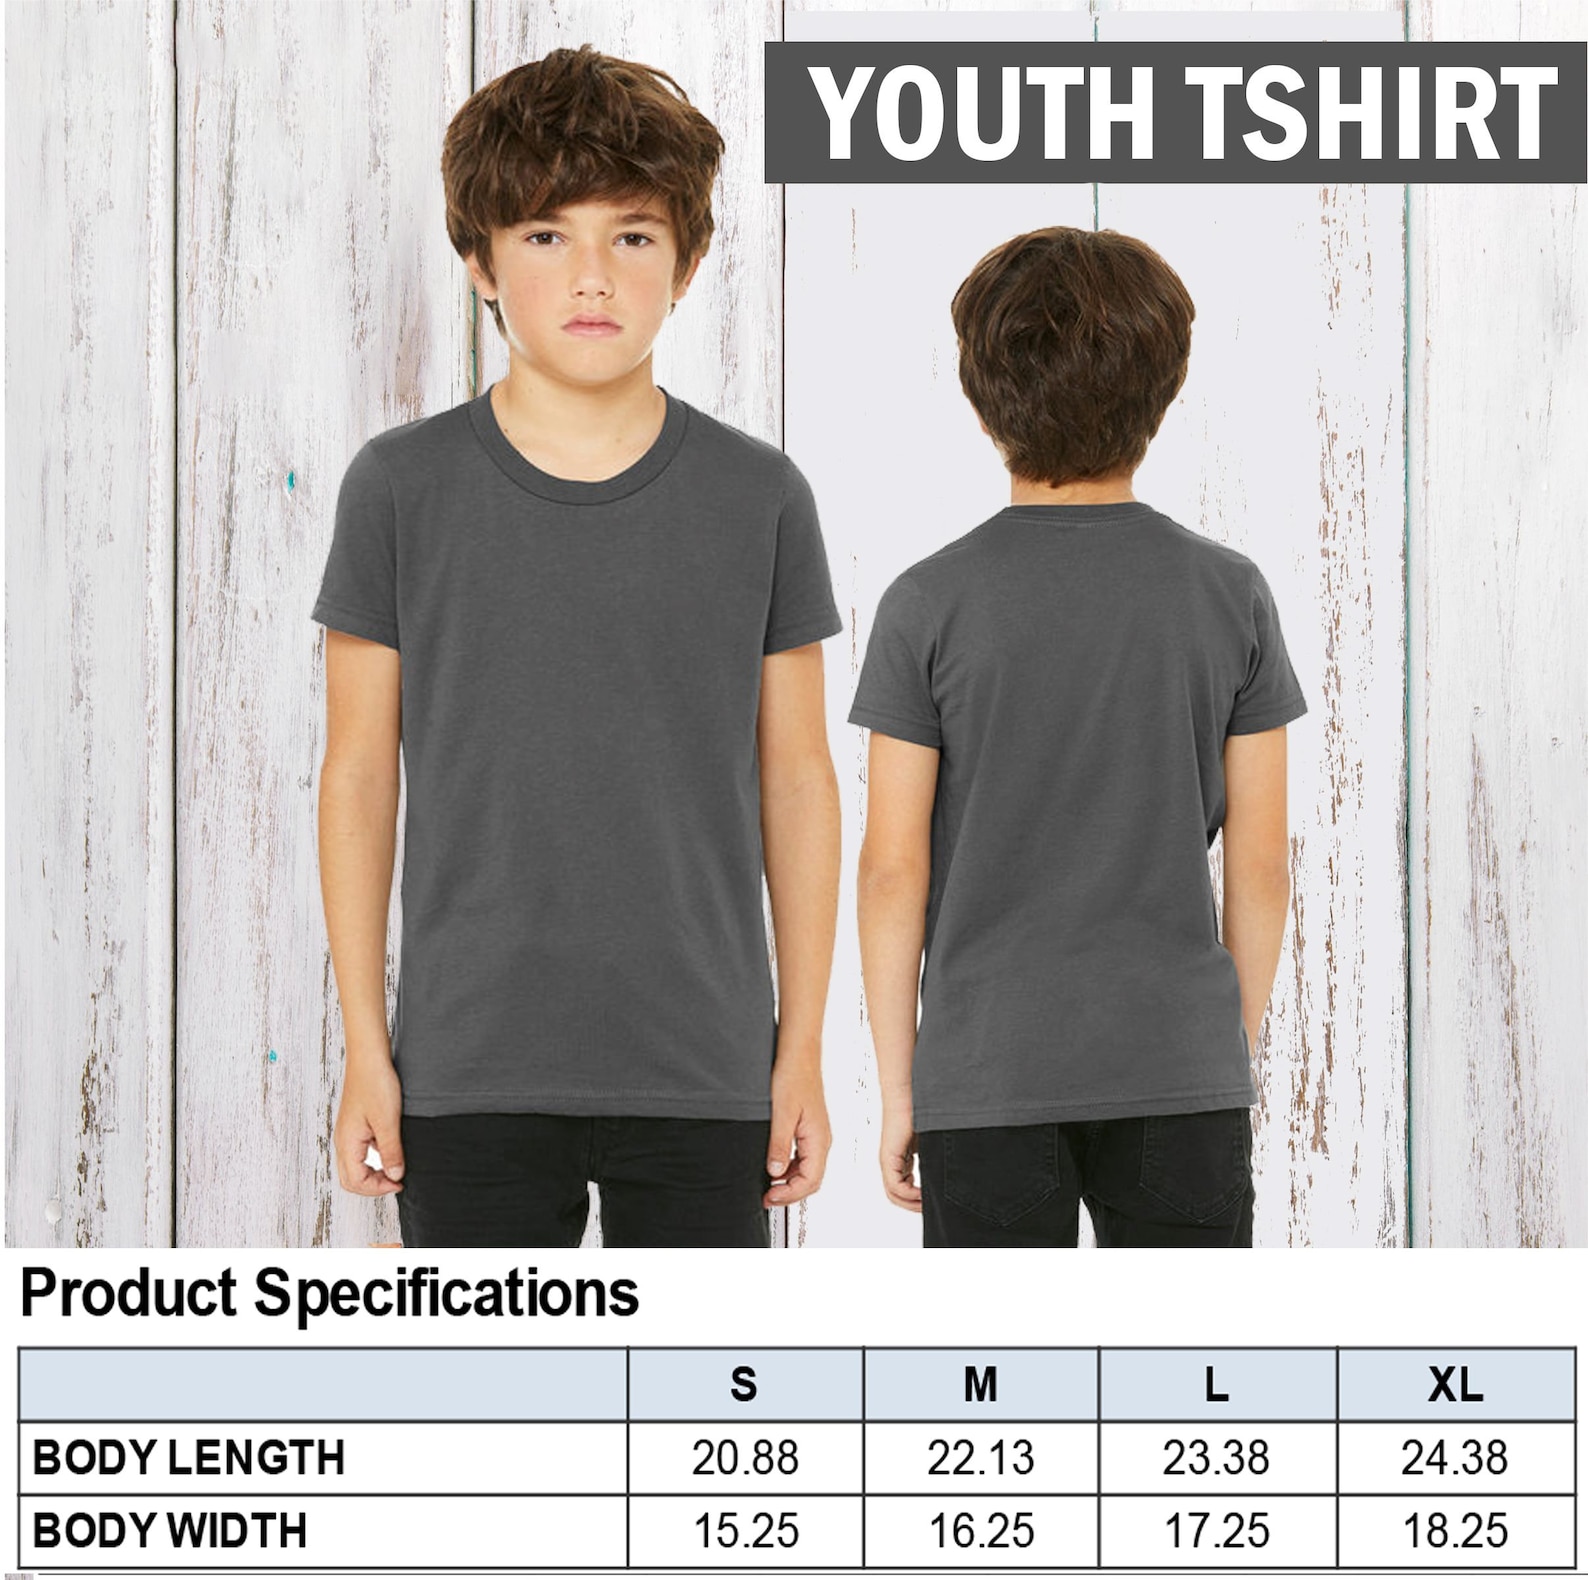 YOUTH TSHIRT
Product Specifications
S M L XL
BODY LENGTH 20.88 22.13 23.38 24.38
BODY WIDTH 15.25 16.25 17.25 18.25